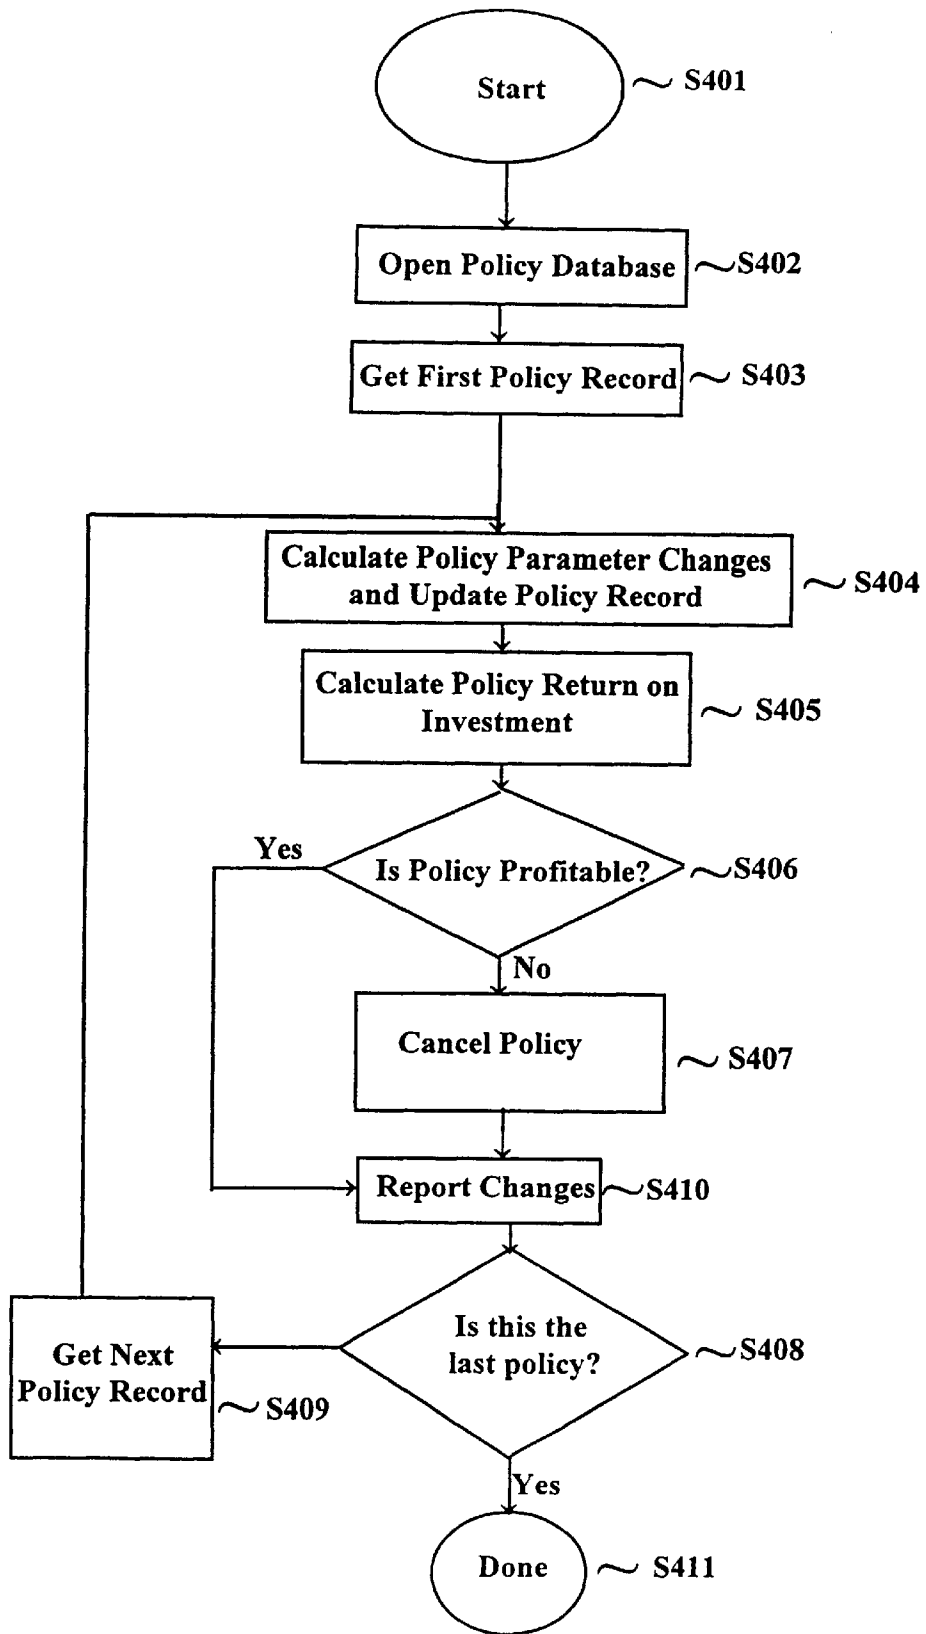 Start
S401
Open Policy Database
S402
Get First Policy Record
S403
Calculate Policy Parameter Changes
and Update Policy Record
S404
Calculate Policy Return on
Investment
S405
Yes
Is Policy Profitable?
S406
No
Cancel Policy
S407
Report Changes
S410
Is this the
last policy?
S408
Get Next
Policy Record
S409
Yes
Done
S411